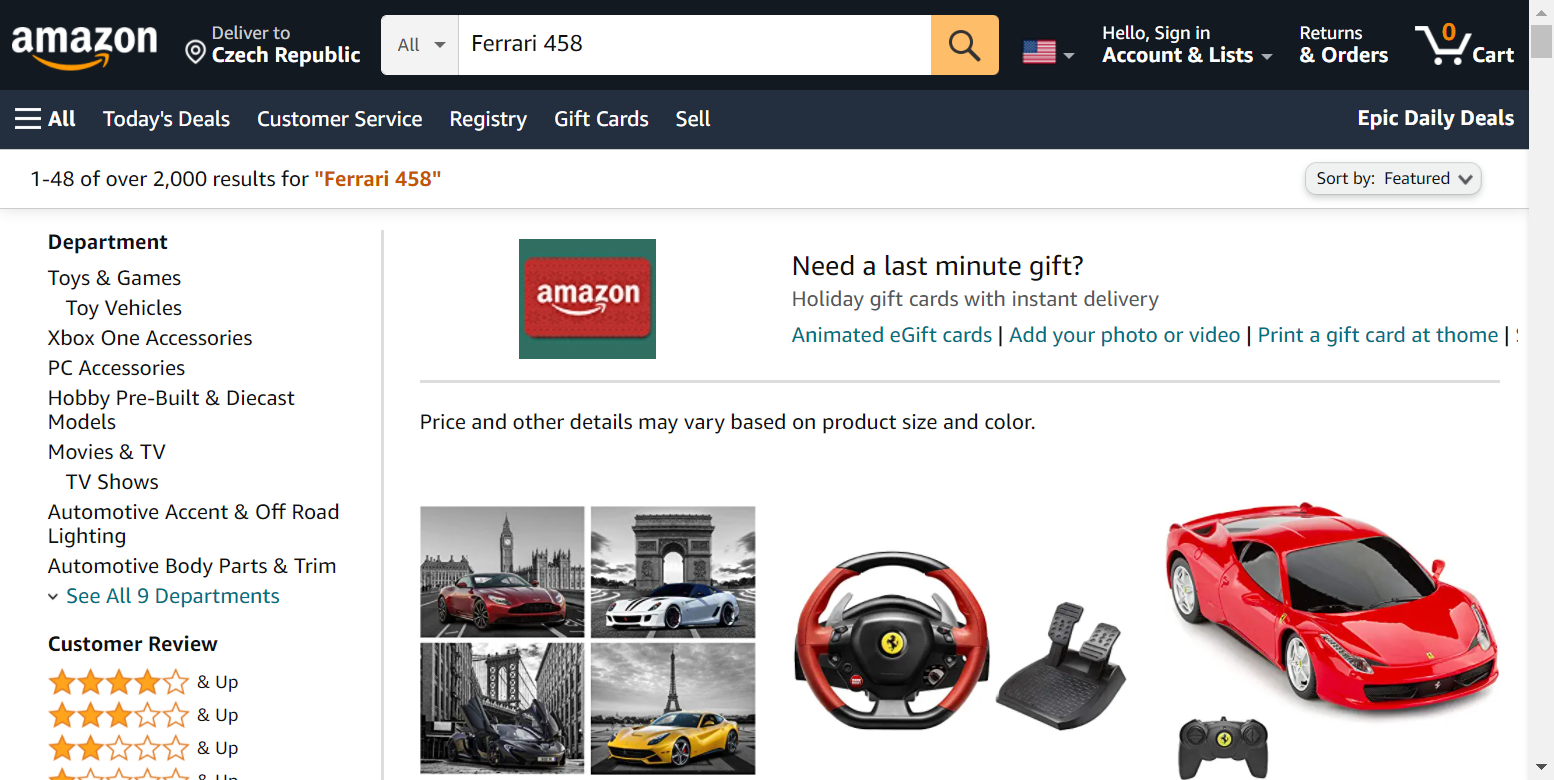 amazon
Deliver to
Czech Republic
All
Ferrari 458
Hello, Sign in
Account & Lists
Returns
& Orders
0
Cart
All
Today's Deals
Customer Service
Registry
Gift Cards
Sell
Epic Daily Deals
1-48 of over 2,000 results for "Ferrari 458"
Sort by: Featured
Department
Toys & Games
Toy Vehicles
Xbox One Accessories
PC Accessories
Hobby Pre-Built & Diecast
Models
Movies & TV
TV Shows
Automotive Accent & Off Road
Lighting
Automotive Body Parts & Trim
See All 9 Departments
Customer Review
& Up
& Up
& Up
& Up
amazon
Need a last minute gift?
Holiday gift cards with instant delivery
Animated eGift cards | Add your photo or video | Print a gift card at thome |
Price and other details may vary based on product size and color.